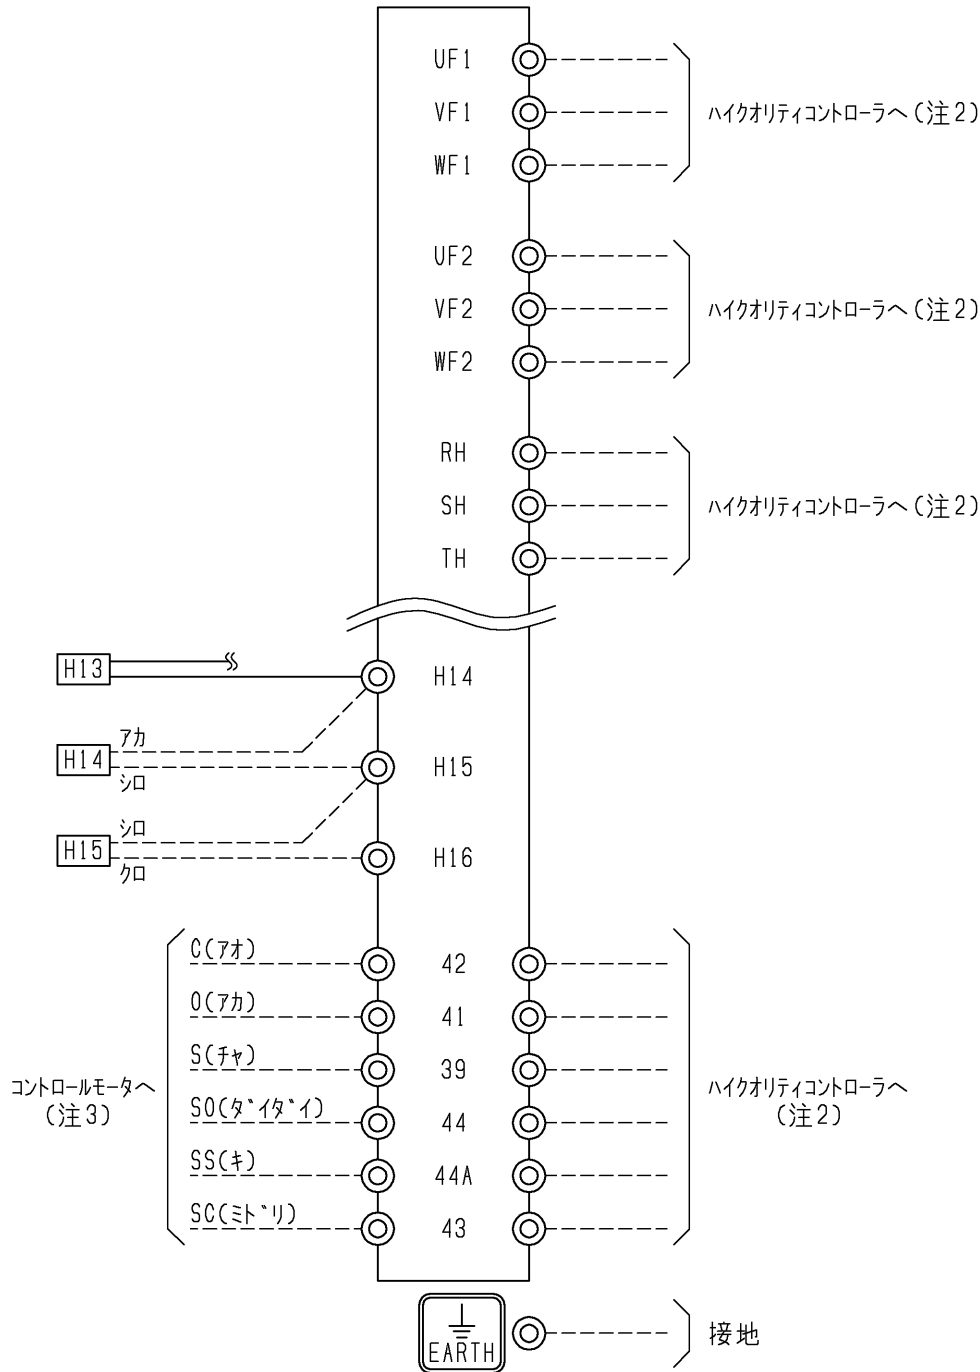 UF1
VF1
WF1
ハイクオリティコントローラへ(注2)
UF2
VF2
WF2
ハイクオリティコントローラへ(注2)
RH
SH
TH
ハイクオリティコントローラへ(注2)
H13
H14
アカ
H14
シロ
H15
シロ
H15
クロ
H16
C(アオ)
42
O(アカ)
41
S(チャ)
39
コントロールモータへ
(注3)
SO(ダイダイ)
44
ハイクオリティコントローラへ
(注2)
SS(キ)
44A
SC(ミドリ)
43
EARTH
接地